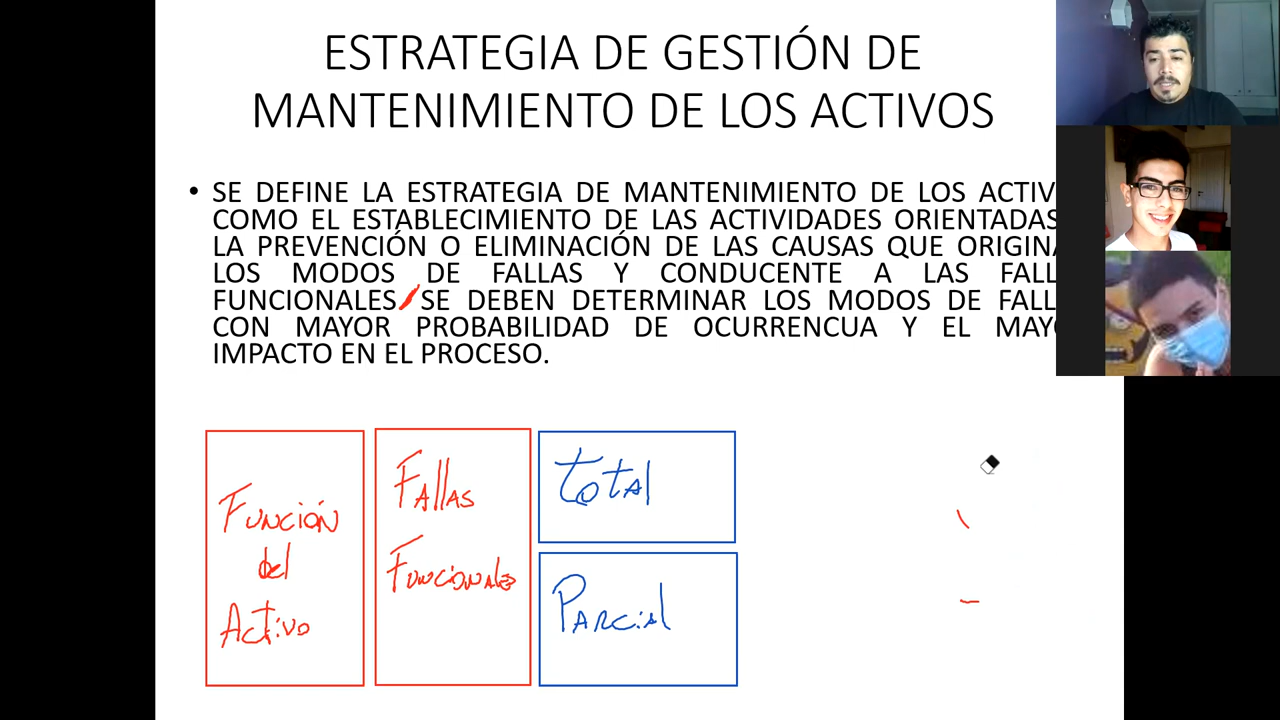 ESTRATEGIA DE GESTIÓN DE
MANTENIMIENTO DE LOS ACTIVOS
• SE DEFINE LA ESTRATEGIA DE MANTENIMIENTO DE LOS ACTIV
COMO EL ESTABLECIMIENTO DE LAS ACTIVIDADES ORIENTADAS
LA PREVENCIÓN O ELIMINACIÓN DE LAS CAUSAS QUE ORIGINA
LOS MODOS DE FALLAS Y CONDUCENTE A LAS FALL
FUNCIONALES SE DEBEN DETERMINAR LOS MODOS DE FALL
CON MAYOR PROBABILIDAD DE OCURRENCUA Y EL MAYO
IMPACTO EN EL PROCESO.
Función
del
Activo
Fallas
Funcionales
Total
Parcial